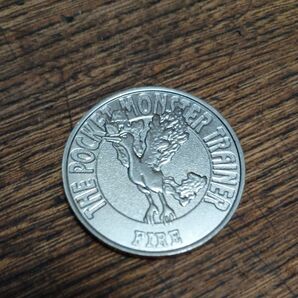 THE POCKET MONSTER TRAINER
FIRE